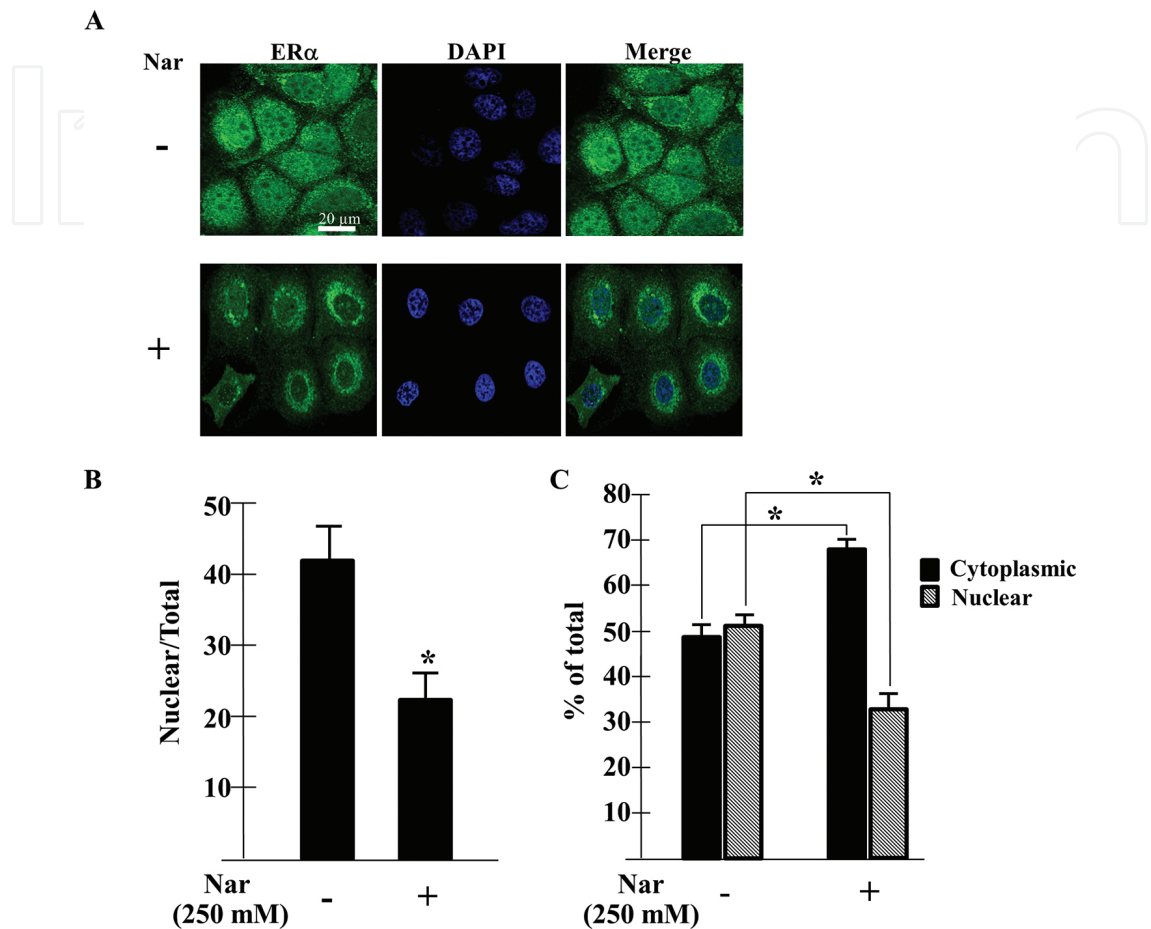 A
Nar ERα DAPI Merge
-
20 µm
+
B
50
40
30
20
10
Nuclear/Total
*
Nar - +
(250 mM)
C
80
70
60
50
40
30
20
10
% of total
*
*
Cytoplasmic
Nuclear
Nar - +
(250 mM)